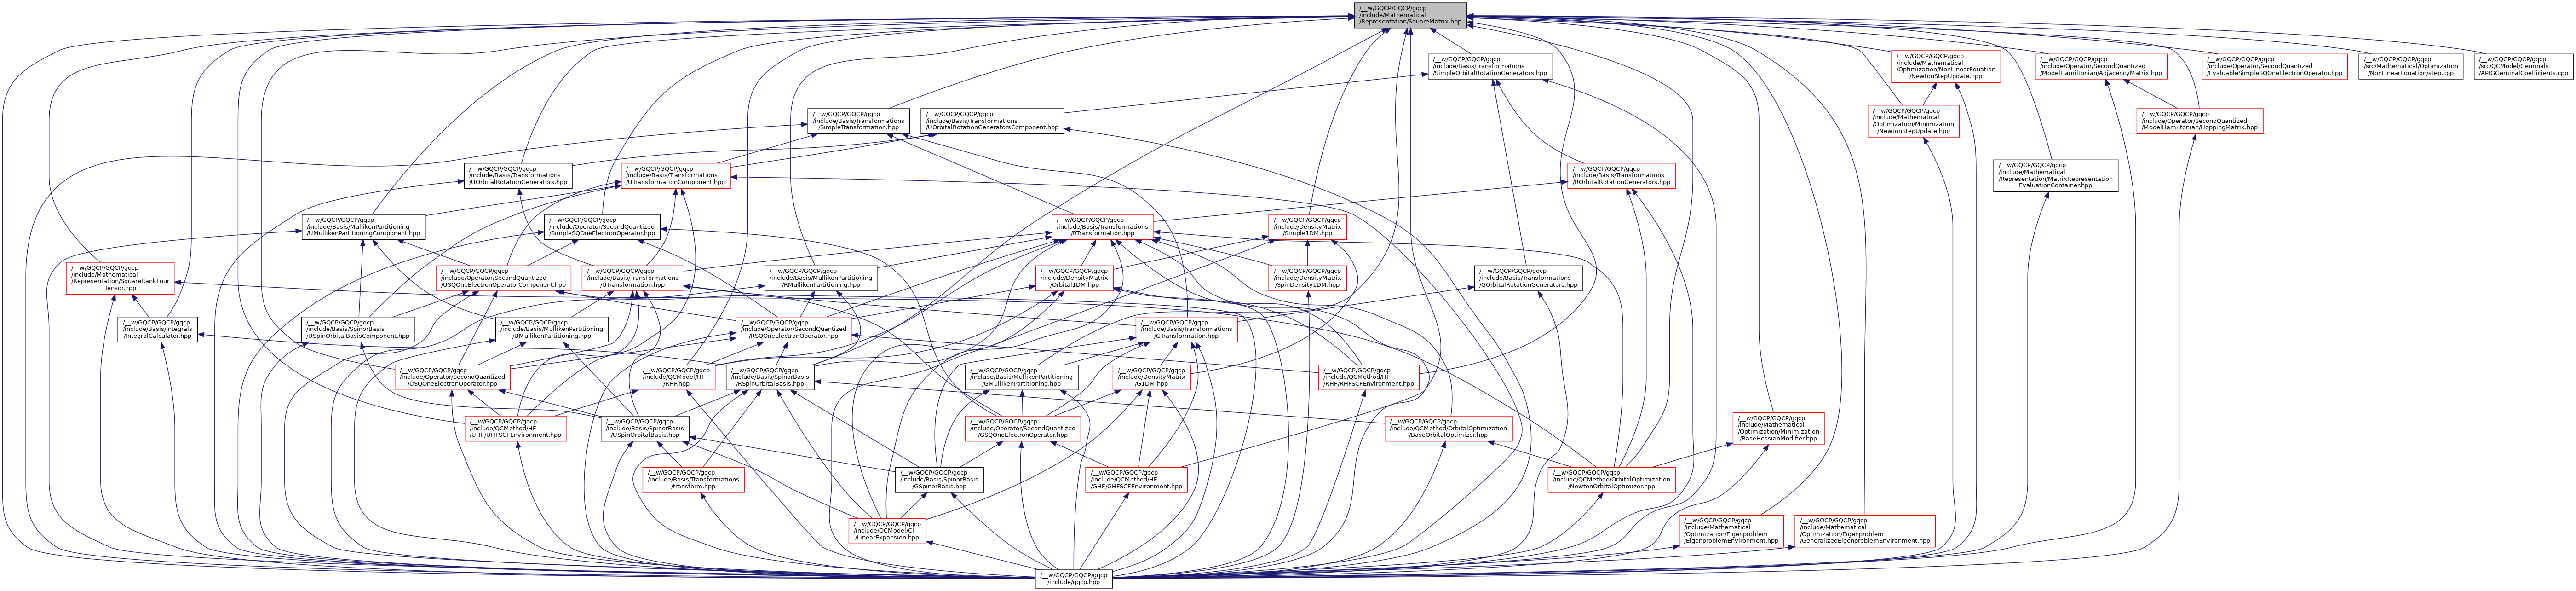 /__w/GQCP/GQCP/gqcp
/include/Mathematical
/Representation/SquareMatrix.hpp
/__w/GQCP/GQCP/gqcp
/include/Basis/Transformations
/SimpleOrbitalRotationGenerators.hpp
/__w/GQCP/GQCP/gqcp
/include/Mathematical
/Optimization/NonLinearEquation
/NewtonStepUpdate.hpp
/__w/GQCP/GQCP/gqcp
/include/Operator/SecondQuantized
/ModelHamiltonian/AdjacencyMatrix.hpp
/__w/GQCP/GQCP/gqcp
/include/Operator/SecondQuantized
/EvaluableSimpleSQOneElectronOperator.hpp
/__w/GQCP/GQCP/gqcp
/src/Mathematical/Optimization
/NonLinearEquation/step.cpp
/__w/GQCP/GQCP/gqcp
/src/QCModel/Geminals
/APIGGeminalCoefficients.cpp
/__w/GQCP/GQCP/gqcp
/include/Basis/Transformations
/SimpleTransformation.hpp
/__w/GQCP/GQCP/gqcp
/include/Basis/Transformations
/UOrbitalRotationGeneratorsComponent.hpp
/__w/GQCP/GQCP/gqcp
/include/Mathematical
/Optimization/Minimization
/NewtonStepUpdate.hpp
/__w/GQCP/GQCP/gqcp
/include/Operator/SecondQuantized
/ModelHamiltonian/HoppingMatrix.hpp
/__w/GQCP/GQCP/gqcp
/include/Basis/Transformations
/UOrbitalRotationGenerators.hpp
/__w/GQCP/GQCP/gqcp
/include/Basis/Transformations
/UTransformationComponent.hpp
/__w/GQCP/GQCP/gqcp
/include/Basis/Transformations
/ROrbitalRotationGenerators.hpp
/__w/GQCP/GQCP/gqcp
/include/Mathematical
/Representation/MatrixRepresentation
EvaluationContainer.hpp
/__w/GQCP/GQCP/gqcp
/include/Basis/MullikenPartitioning
/UMullikenPartitioningComponent.hpp
/__w/GQCP/GQCP/gqcp
/include/Operator/SecondQuantized
/SimpleSQOneElectronOperator.hpp
/__w/GQCP/GQCP/gqcp
/include/Basis/Transformations
/RTransformation.hpp
/__w/GQCP/GQCP/gqcp
/include/DensityMatrix
/Simple1DM.hpp
/__w/GQCP/GQCP/gqcp
/include/Mathematical
/Representation/SquareRankFour
Tensor.hpp
/__w/GQCP/GQCP/gqcp
/include/Operator/SecondQuantized
/USQOneElectronOperatorComponent.hpp
/__w/GQCP/GQCP/gqcp
/include/Basis/Transformations
/UTransformation.hpp
/__w/GQCP/GQCP/gqcp
/include/Basis/MullikenPartitioning
/RMullikenPartitioning.hpp
/__w/GQCP/GQCP/gqcp
/include/DensityMatrix
/Orbital1DM.hpp
/__w/GQCP/GQCP/gqcp
/include/DensityMatrix
/SpinDensity1DM.hpp
/__w/GQCP/GQCP/gqcp
/include/Basis/Transformations
/GOrbitalRotationGenerators.hpp
/__w/GQCP/GQCP/gqcp
/include/Basis/Integrals
/IntegralCalculator.hpp
/__w/GQCP/GQCP/gqcp
/include/Basis/SpinorBasis
/USpinOrbitalBasisComponent.hpp
/__w/GQCP/GQCP/gqcp
/include/Basis/MullikenPartitioning
/UMullikenPartitioning.hpp
/__w/GQCP/GQCP/gqcp
/include/Operator/SecondQuantized
/RSQOneElectronOperator.hpp
/__w/GQCP/GQCP/gqcp
/include/Basis/Transformations
/GTransformation.hpp
/__w/GQCP/GQCP/gqcp
/include/Operator/SecondQuantized
/USQOneElectronOperator.hpp
/__w/GQCP/GQCP/gqcp
/include/QCModel/HF
/RHF.hpp
/__w/GQCP/GQCP/gqcp
/include/Basis/SpinorBasis
/RSpinOrbitalBasis.hpp
/__w/GQCP/GQCP/gqcp
/include/Basis/MullikenPartitioning
/GMullikenPartitioning.hpp
/__w/GQCP/GQCP/gqcp
/include/DensityMatrix
/G1DM.hpp
/__w/GQCP/GQCP/gqcp
/include/QCMethod/HF
/RHF/RHFSCFEnvironment.hpp
/__w/GQCP/GQCP/gqcp
/include/QCMethod/HF
/UHF/UHFSCFEnvironment.hpp
/__w/GQCP/GQCP/gqcp
/include/Basis/SpinorBasis
/USpinOrbitalBasis.hpp
/__w/GQCP/GQCP/gqcp
/include/Operator/SecondQuantized
/GSQOneElectronOperator.hpp
/__w/GQCP/GQCP/gqcp
/include/QCMethod/OrbitalOptimization
/BaseOrbitalOptimizer.hpp
/__w/GQCP/GQCP/gqcp
/include/Mathematical
/Optimization/Minimization
/BaseHessianModifier.hpp
/__w/GQCP/GQCP/gqcp
/include/Basis/Transformations
/transform.hpp
/__w/GQCP/GQCP/gqcp
/include/Basis/SpinorBasis
/GSpinorBasis.hpp
/__w/GQCP/GQCP/gqcp
/include/QCMethod/HF
/GHF/GHFSCFEnvironment.hpp
/__w/GQCP/GQCP/gqcp
/include/QCMethod/OrbitalOptimization
/NewtonOrbitalOptimizer.hpp
/__w/GQCP/GQCP/gqcp
/include/QCModel/CI
/LinearExpansion.hpp
/__w/GQCP/GQCP/gqcp
/include/Mathematical
/Optimization/Eigenproblem
/EigenproblemEnvironment.hpp
/__w/GQCP/GQCP/gqcp
/include/Mathematical
/Optimization/Eigenproblem
/GeneralizedEigenproblemEnvironment.hpp
/__w/GQCP/GQCP/gqcp
/include/gqcp.hpp